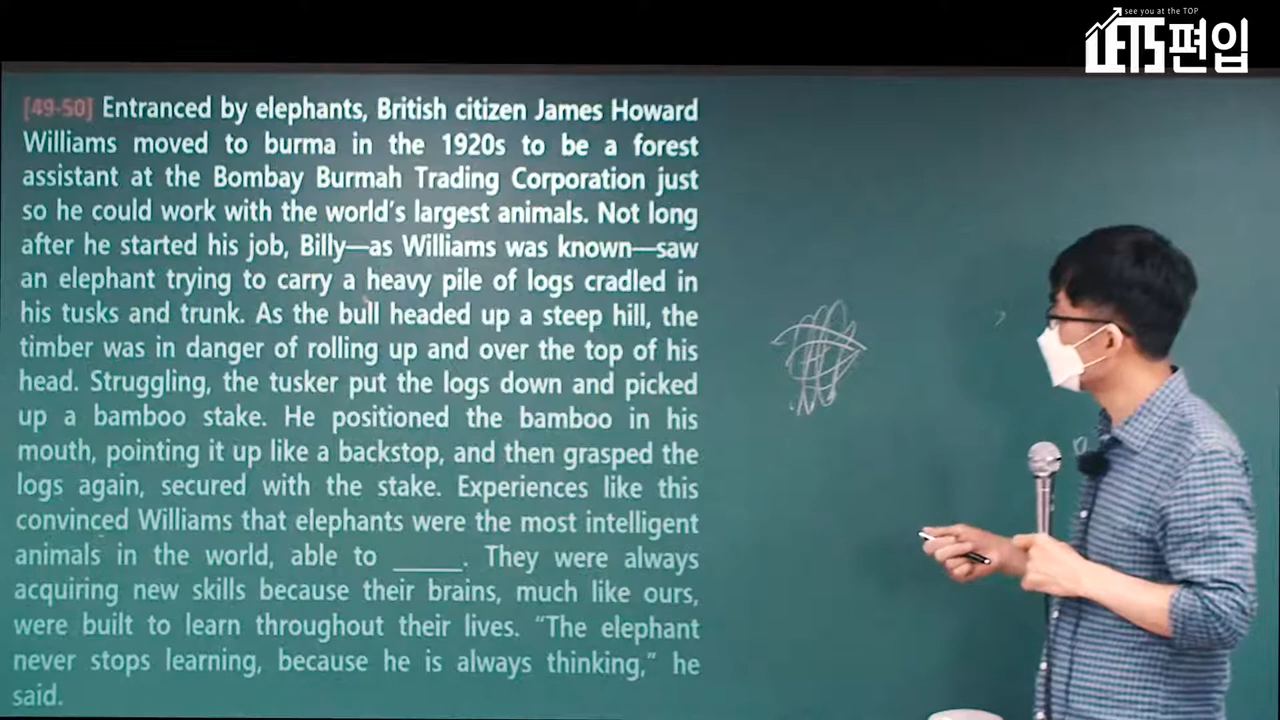 see you at the TOP
LETS편입
[49-50] Entranced by elephants, British citizen James Howard
Williams moved to burma in the 1920s to be a forest
assistant at the Bombay Burmah Trading Corporation just
so he could work with the world's largest animals. Not long
after he started his job, Billy—as Williams was known—saw
an elephant trying to carry a heavy pile of logs cradled in
his tusks and trunk. As the bull headed up a steep hill, the
timber was in danger of rolling up and over the top of his
head. Struggling, the tusker put the logs down and picked
up a bamboo stake. He positioned the bamboo in his
mouth, pointing it up like a backstop, and then grasped the
logs again, secured with the stake. Experiences like this
convinced Williams that elephants were the most intelligent
animals in the world, able to _____. They were always
acquiring new skills because their brains, much like ours,
were built to learn throughout their lives. "The elephant
never stops learning, because he is always thinking," he
said.